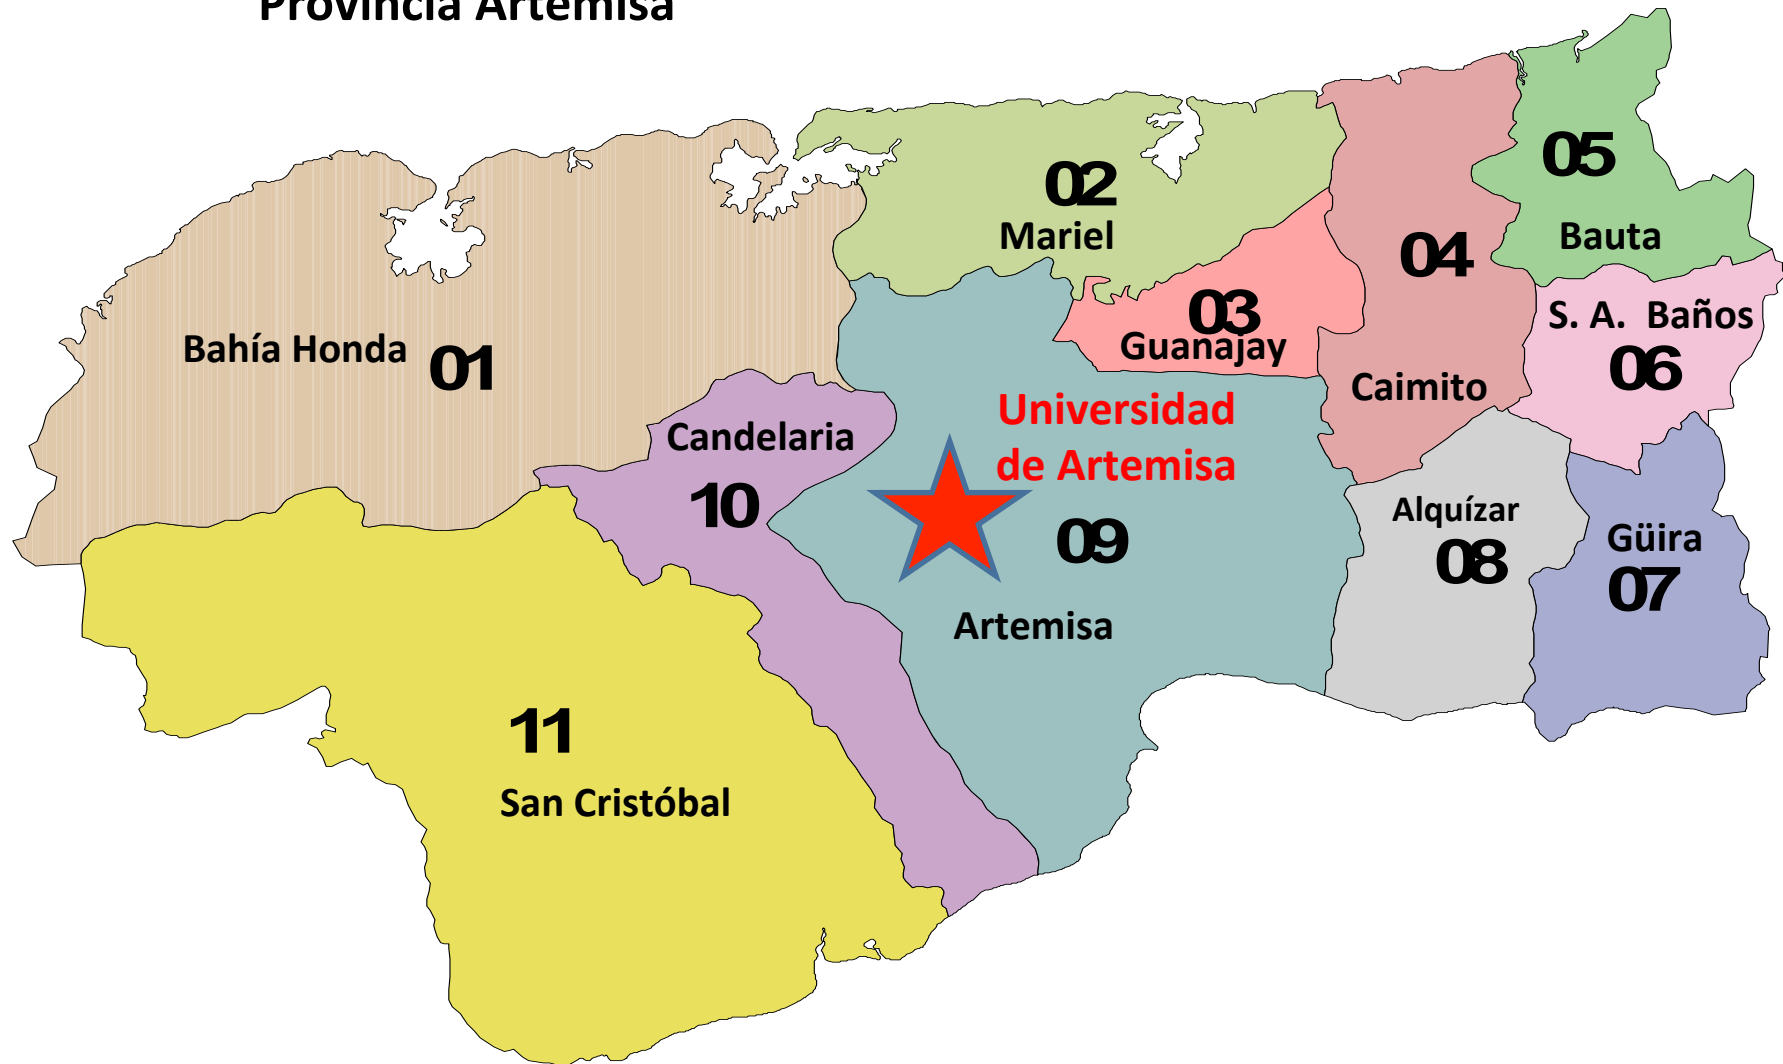 Provincia Artemisa
05
02
Mariel
Bauta
04
03
Guanajay
S. A. Baños
06
Bahía Honda 01
Caimito
Universidad
de Artemisa
Candelaria
10
Alquízar
08
09
Güira
07
Artemisa
11
San Cristóbal